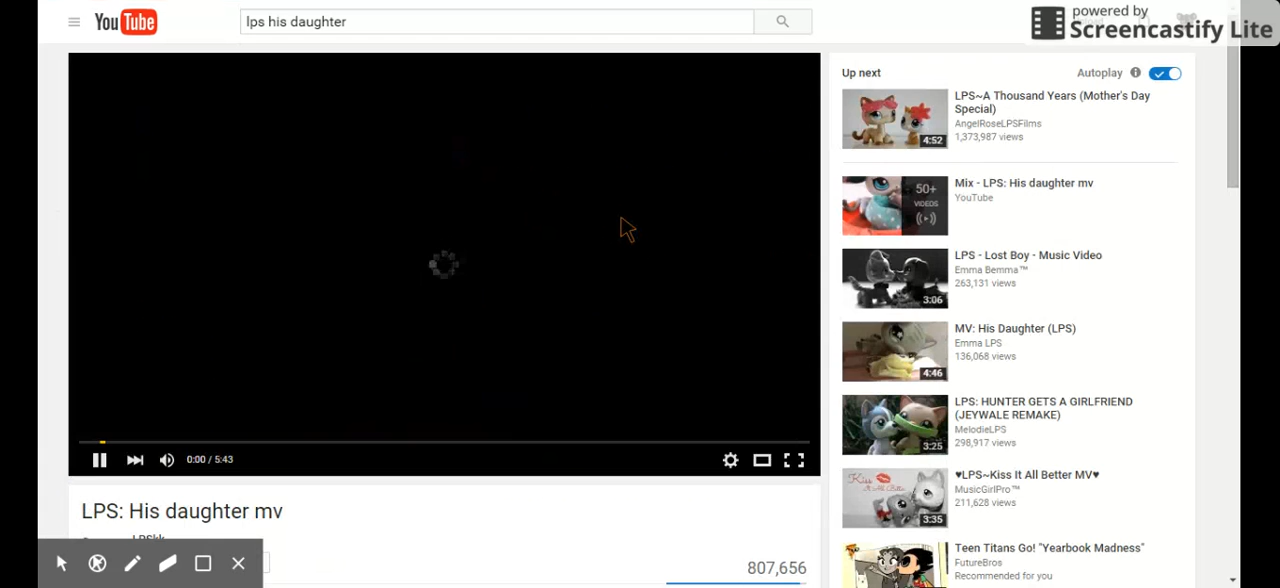 YouTube
lps his daughter
powered by
Screencastify Lite
Up next
Autoplay
LPS~A Thousand Years (Mother's Day
Special)
AngelRoseLPSFilms
1,373,987 views
4:52
Mix - LPS: His daughter mv
YouTube
50+
VIDEOS
LPS - Lost Boy - Music Video
Emma Bemma™
263,131 views
3:06
MV: His Daughter (LPS)
Emma LPS
136,068 views
4:46
LPS: HUNTER GETS A GIRLFRIEND
(JEYWALE REMAKE)
MelodieLPS
298,917 views
3:25
♥LPS~Kiss It All Better MV♥
MusicGirlPro™
211,628 views
Kiss
It All Better
3:35
Teen Titans Go! "Yearbook Madness"
FutureBros
Recommended for you
0:00 / 5:43
LPS: His daughter mv
807,656